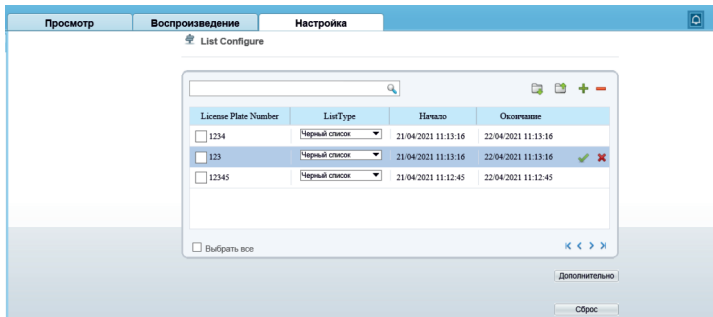 Просмотр Воспроизведение Настройка
List Configure
License Plate Number ListType Начало Окончание
1234 Черный список 21/04/2021 11:13:16 22/04/2021 11:13:16
123 Черный список 21/04/2021 11:13:16 22/04/2021 11:13:16
12345 Черный список 21/04/2021 11:12:45 22/04/2021 11:12:45
Выбрать все
Дополнительно
Сброс